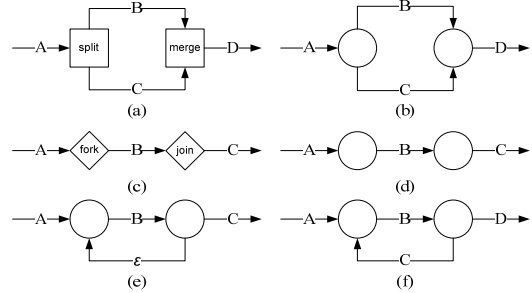 B B
A split merge D A D
C C
(a) (b)
A fork B join C A B C
(c) (d)
A B C A B D
ε C
(e) (f)